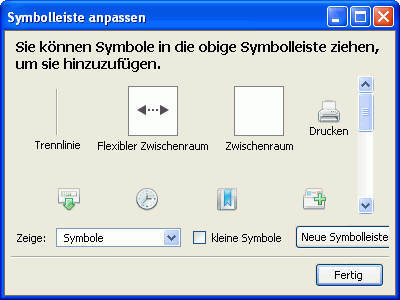 Symbolleiste anpassen
Sie können Symbole in die obige Symbolleiste ziehen,
um sie hinzuzufügen.
Trennlinie
Flexibler Zwischenraum
Zwischenraum
Drucken
Zeige:
Symbole
kleine Symbole
Neue Symbolleiste
Fertig